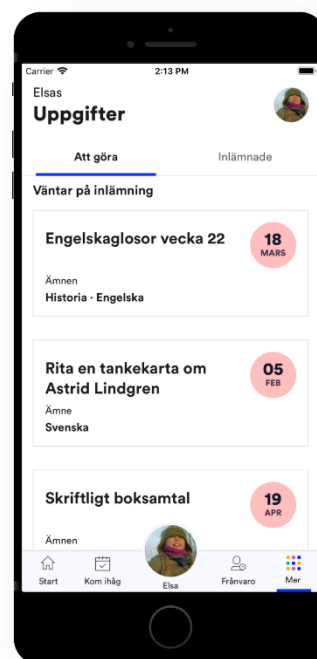 Carrier 2:13 PM
Elsas
Uppgifter
Att göra Inlämnade
Väntar på inlämning
Engelskaglosor vecka 22
18
MARS
Ämnen
Historia · Engelska
Rita en tankekarta om
Astrid Lindgren
05
FEB
Ämne
Svenska
Skriftligt boksamtal
19
APR
Ämnen
Start Kom ihåg Elsa Frånvaro Mer